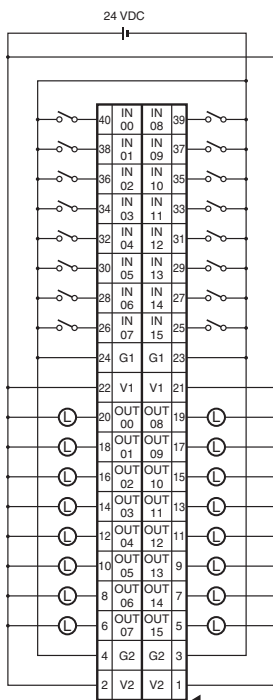 24 VDC
40 IN 00 IN 08 39
38 IN 01 IN 09 37
36 IN 02 IN 10 35
34 IN 03 IN 11 33
32 IN 04 IN 12 31
30 IN 05 IN 13 29
28 IN 06 IN 14 27
26 IN 07 IN 15 25
24 G1 G1 23
22 V1 V1 21
L 20 OUT 00 OUT 08 19 L
L 18 OUT 01 OUT 09 17 L
L 16 OUT 02 OUT 10 15 L
L 14 OUT 03 OUT 11 13 L
L 12 OUT 04 OUT 12 11 L
L 10 OUT 05 OUT 13 9 L
L 8 OUT 06 OUT 14 7 L
L 6 OUT 07 OUT 15 5 L
4 G2 G2 3
2 V2 V2 1